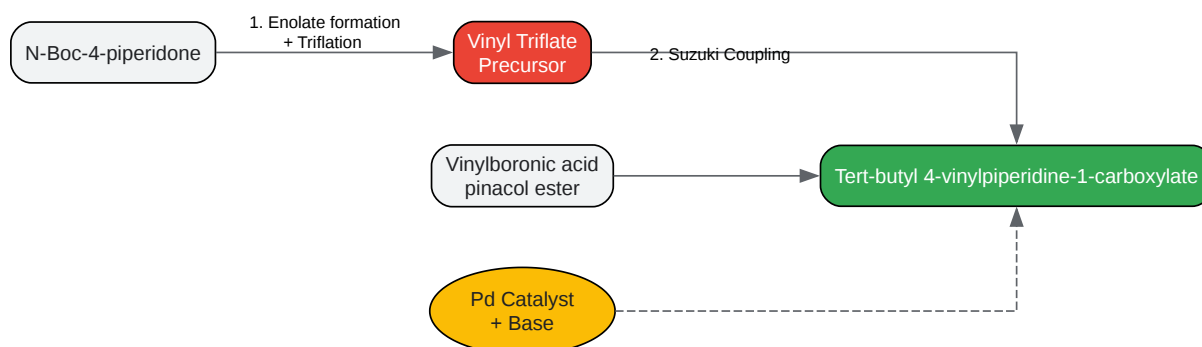 1. Enolate formation
+ Triflation
N-Boc-4-piperidone
Vinyl Triflate
Precursor
2. Suzuki Coupling
Vinylboronic acid
pinacol ester
Tert-butyl 4-vinylpiperidine-1-carboxylate
Pd Catalyst
+ Base